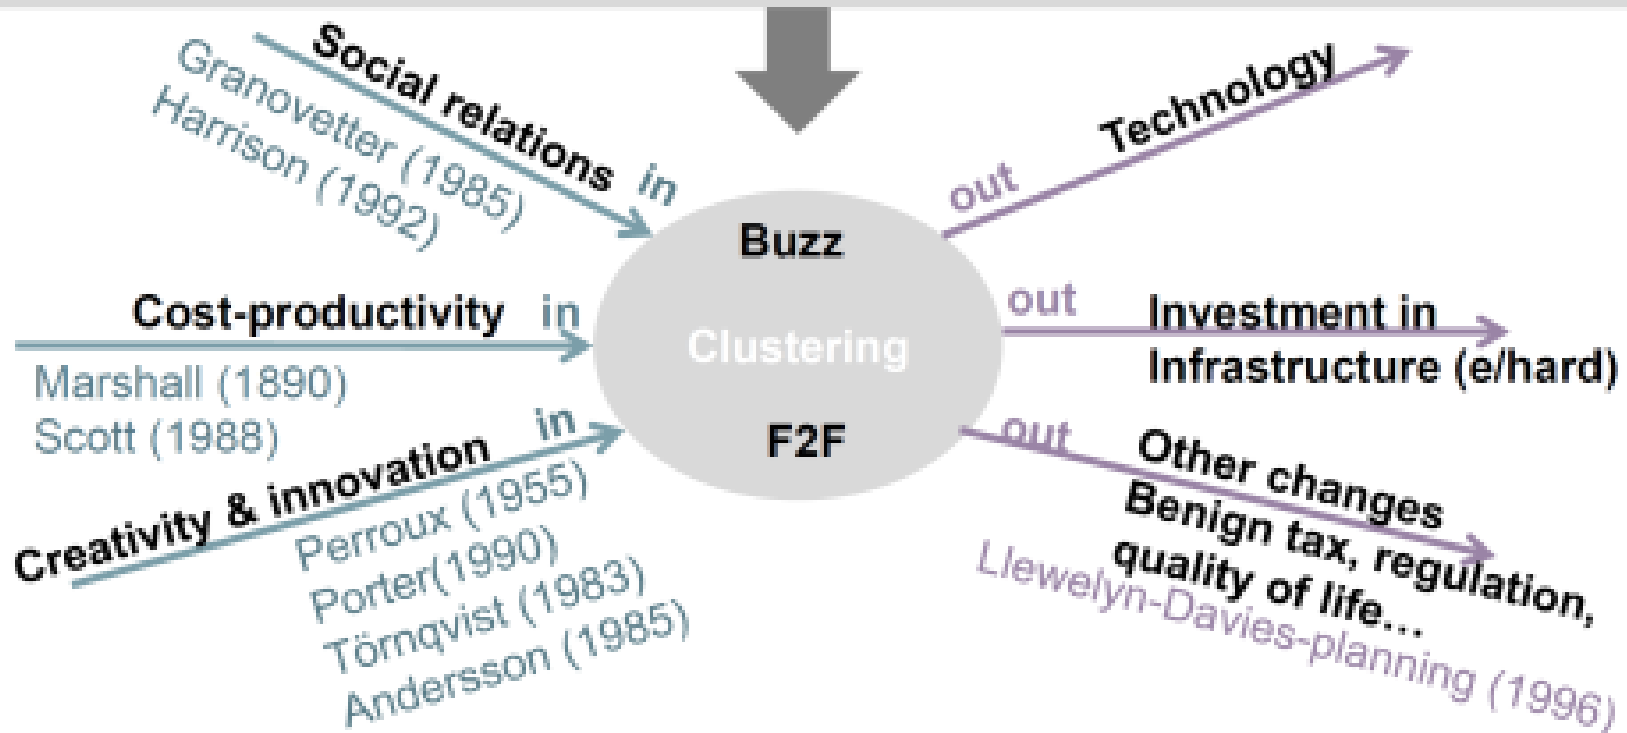 Social relations
in
Granovetter (1985)
Harrison (1992)
Cost-productivity
in
Marshall (1890)
Scott (1988)
Creativity & innovation
in
Perroux (1955)
Porter(1990)
Törnqvist (1983)
Andersson (1985)
Buzz
Clustering
F2F
out
Technology
out
Investment in
Infrastructure (e/hard)
out
Other changes
Benign tax, regulation,
quality of life...
Llewelyn-Davies-planning (1996)